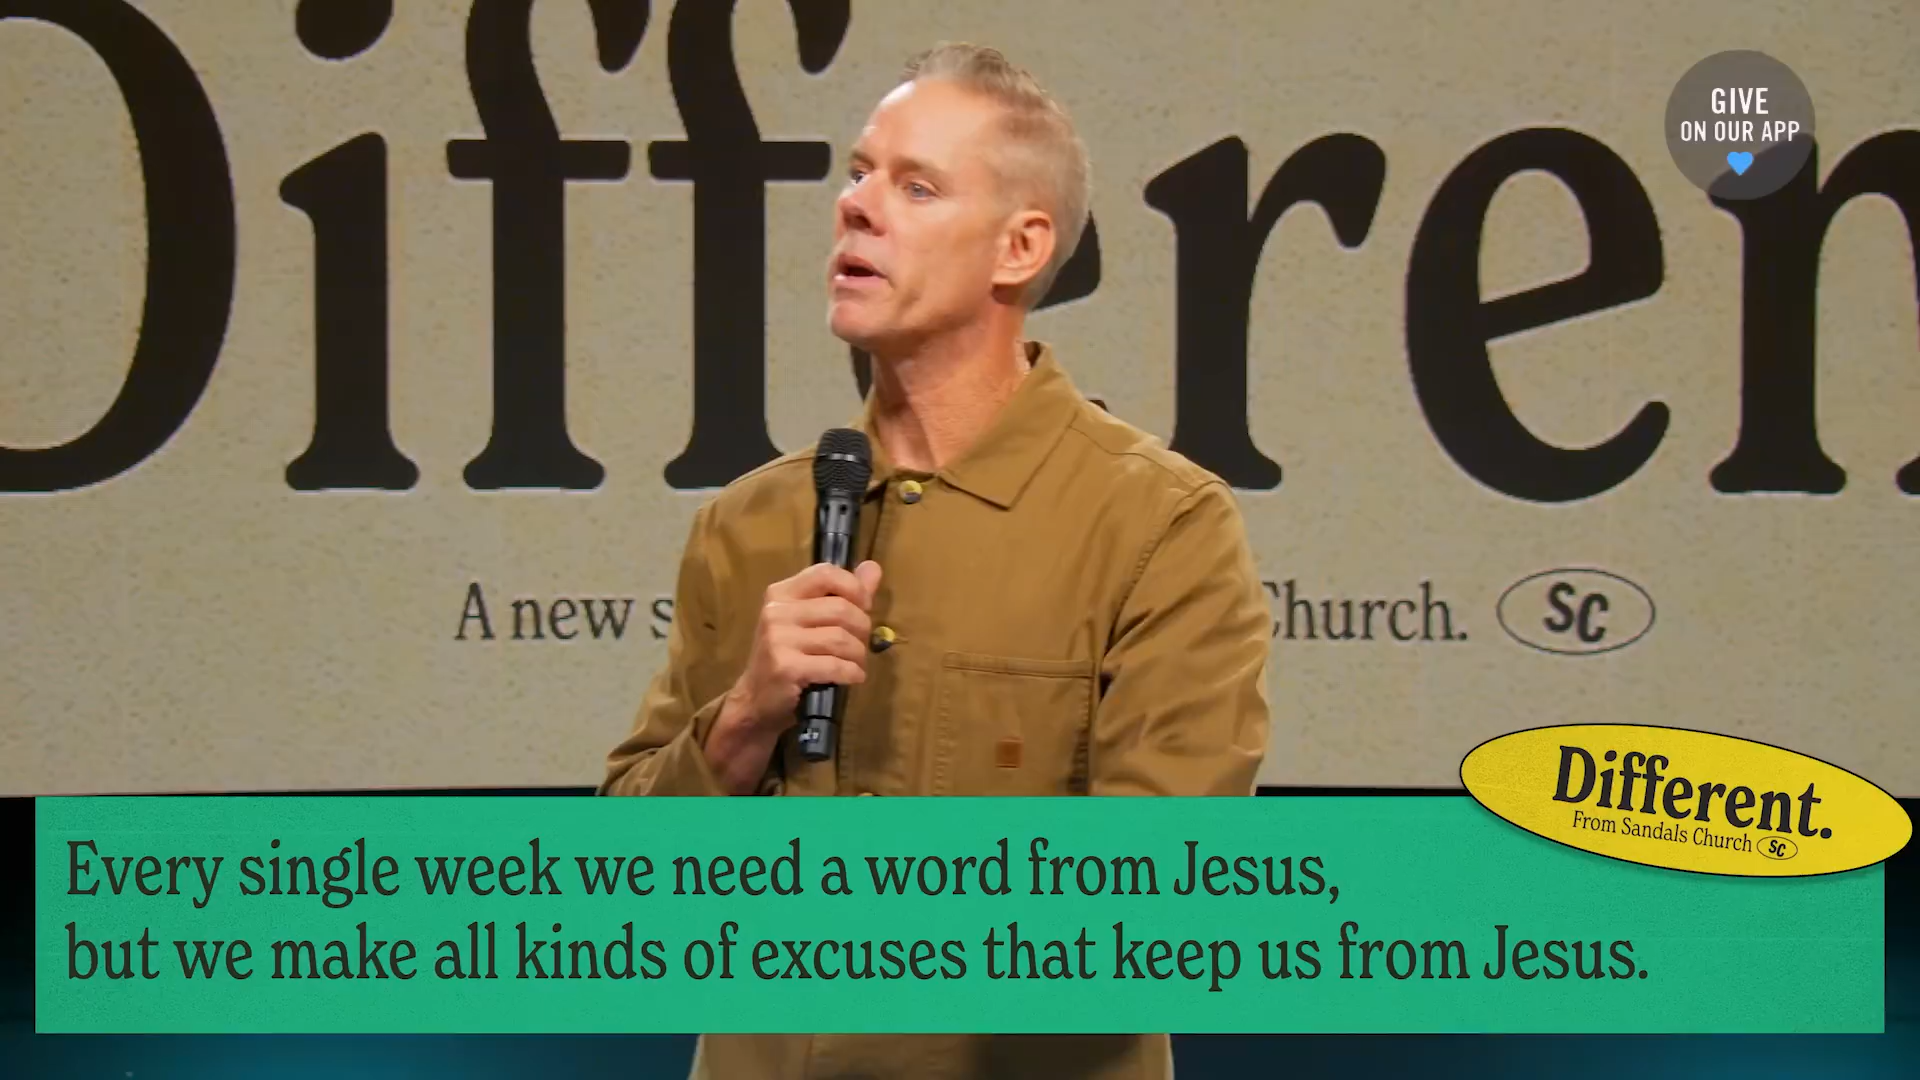 Differen
GIVE
ON OUR APP
A new s
Church.
SC
Different.
From Sandals Church
SC
Every single week we need a word from Jesus,
but we make all kinds of excuses that keep us from Jesus.